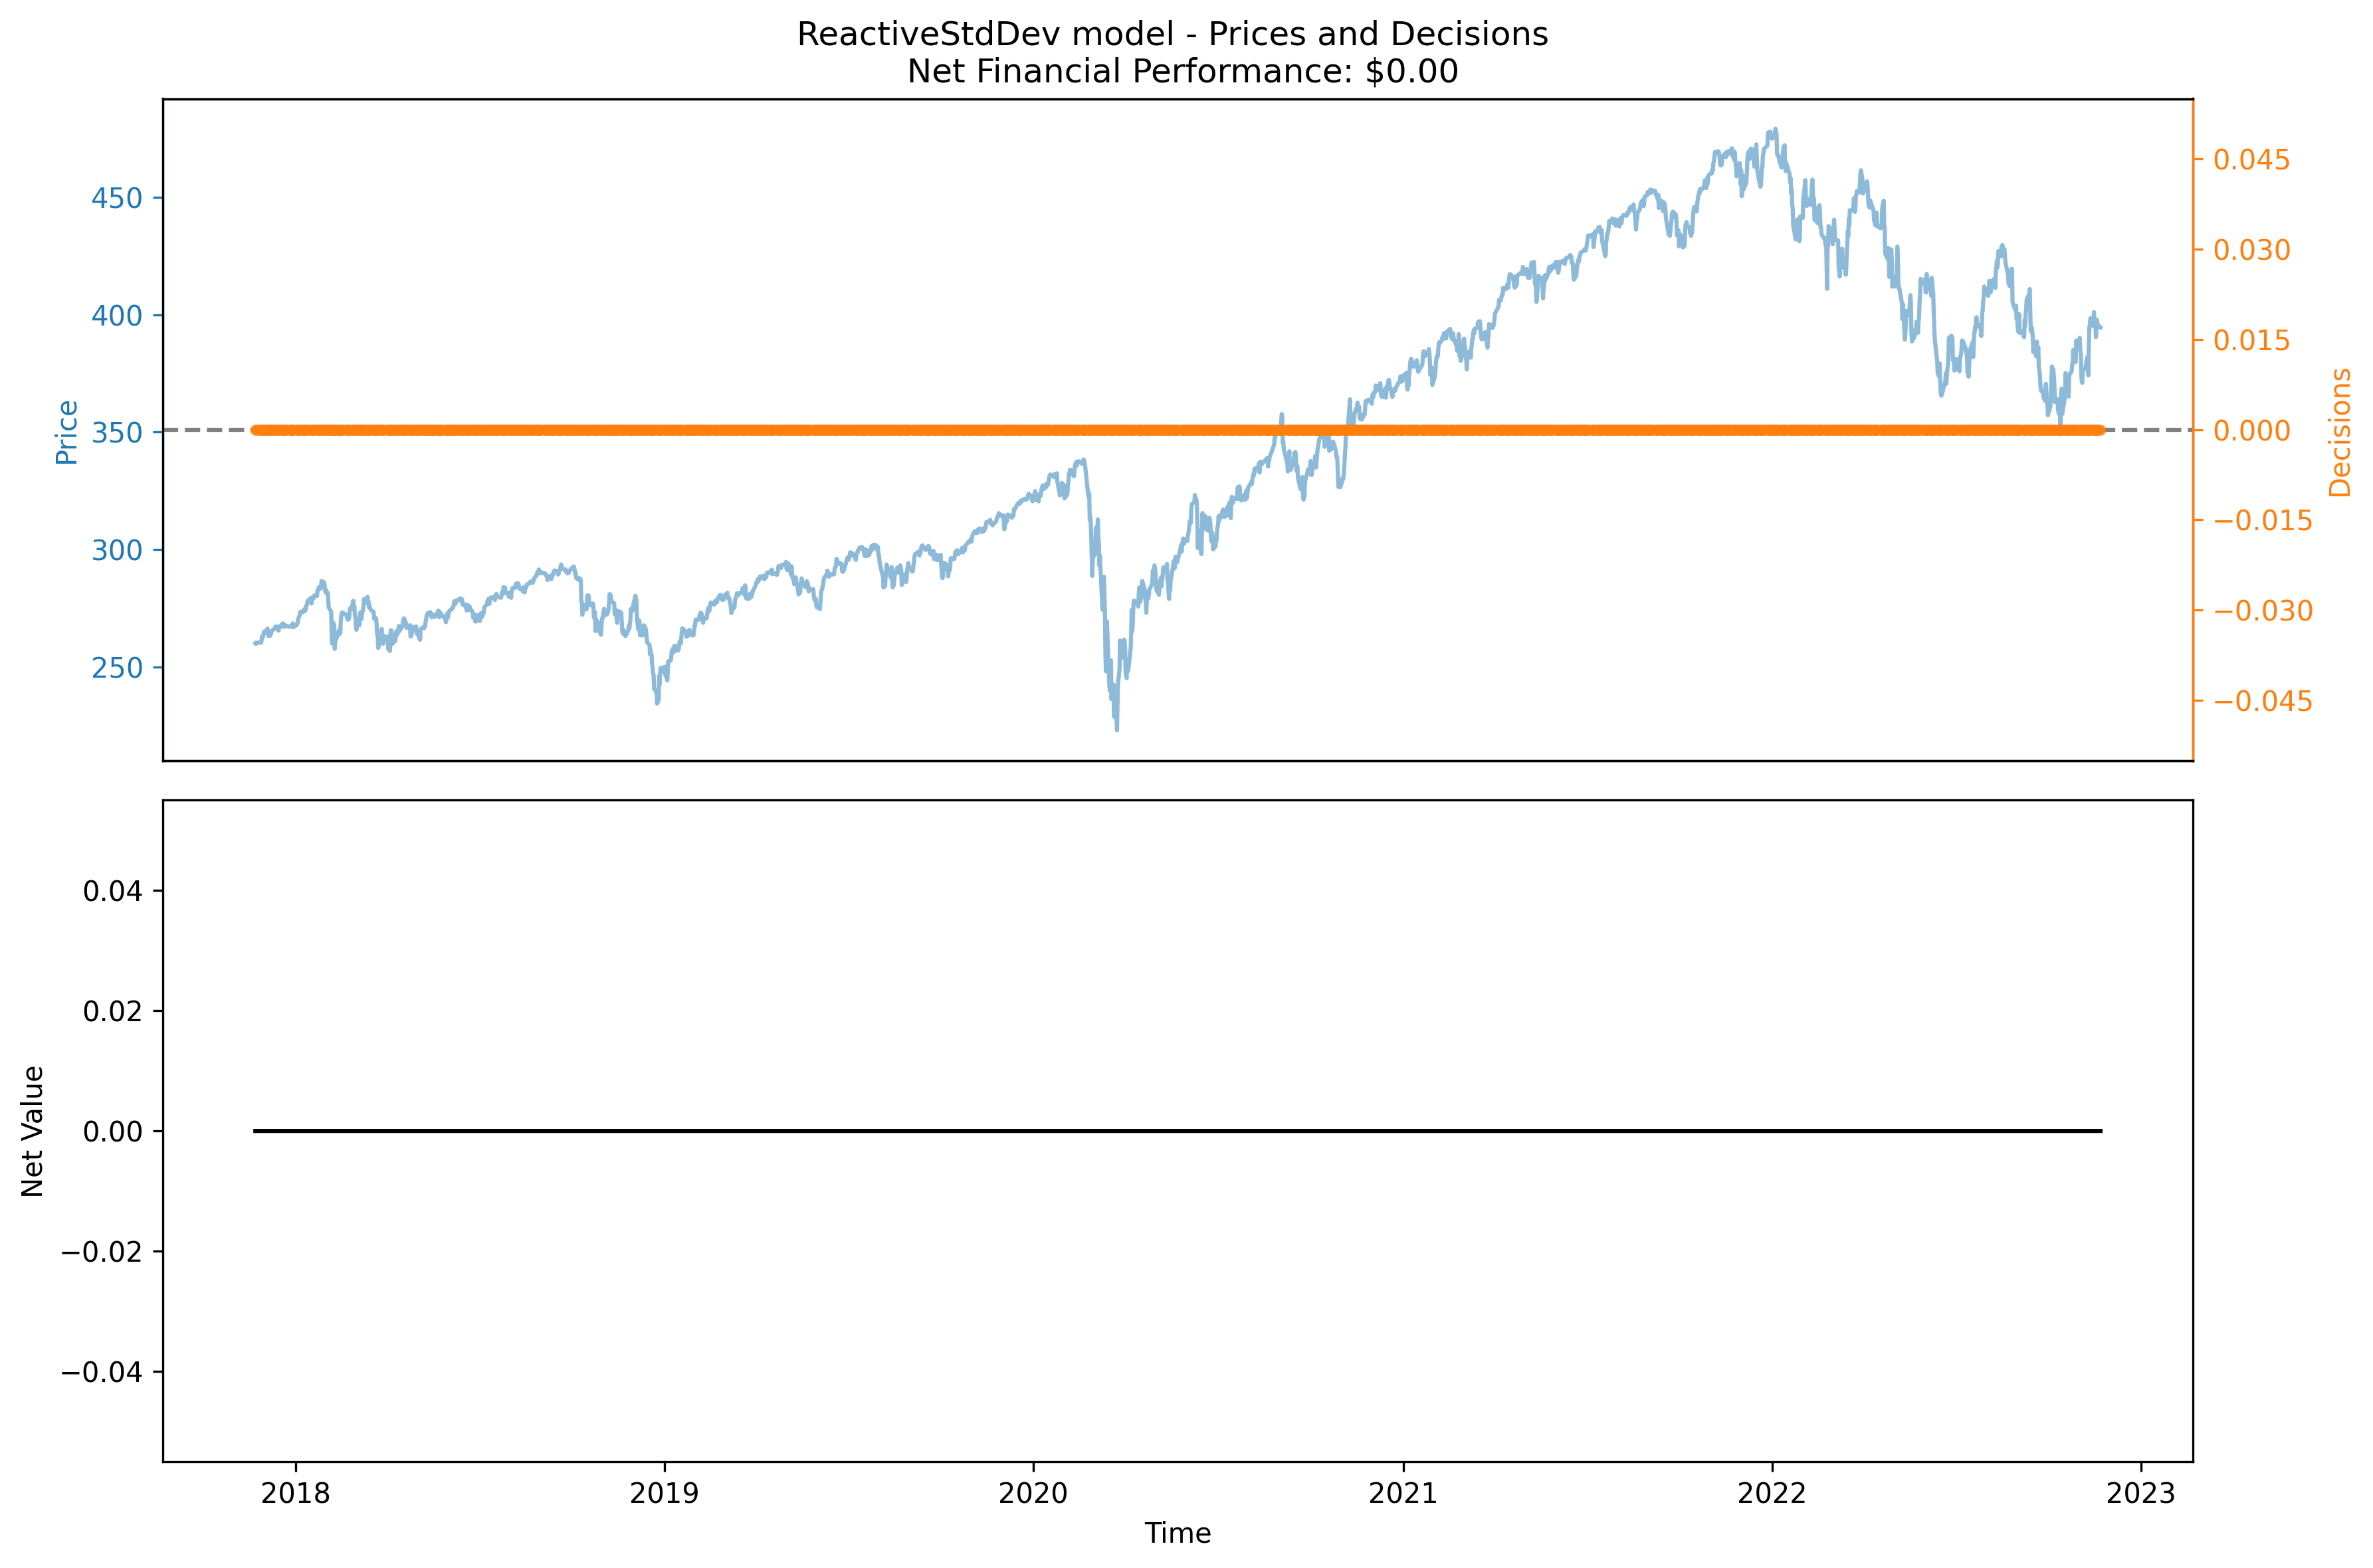 ReactiveStdDev model - Prices and Decisions
Net Financial Performance: $0.00
Price
450
400
350
300
250
0.045
0.030
0.015
0.000
−0.015
−0.030
−0.045
Decisions
Net Value
0.04
0.02
0.00
−0.02
−0.04
2018 2019 2020 2021 2022 2023
Time